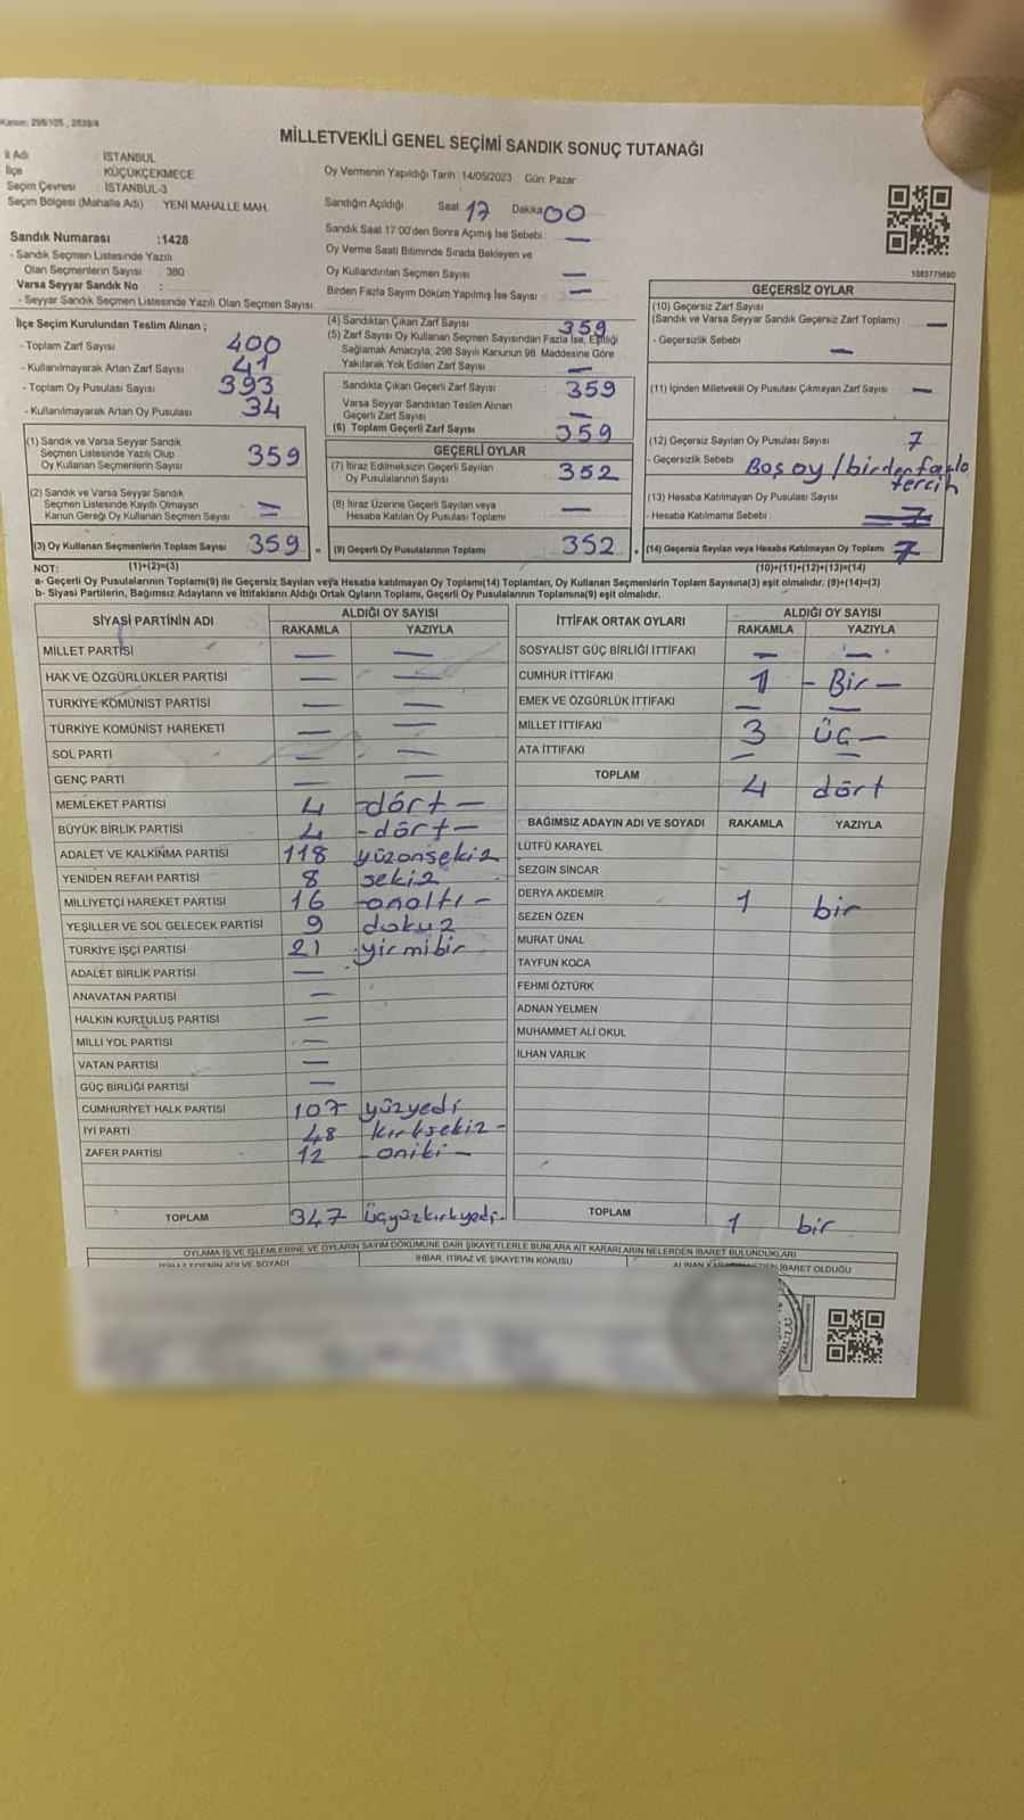 Kanun: 298/105, 2839/4
MİLLETVEKİLİ GENEL SEÇİMİ SANDIK SONUÇ TUTANAĞI
İl Adı İSTANBUL
İlçe KÜÇÜKÇEKMECE
Seçim Çevresi İSTANBUL-3
Seçim Bölgesi (Mahalle Adı) YENİ MAHALLE MAH.
Sandık Numarası :1428
- Sandık Seçmen Listesinde Yazılı
Olan Seçmenlerin Sayısı 380
Varsa Seyyar Sandık No :
- Seyyar Sandık Seçmen Listesinde Yazılı Olan Seçmen Sayısı
Oy Vermenin Yapıldığı Tarih :14/05/2023 Gün: Pazar
Sandığın Açıldığı Saat 17 Dakika 00
Sandık Saat 17:00'den Sonra Açılmış İse Sebebi : —
Oy Verme Saati Bitiminde Sırada Bekleyen ve
Oy Kullandırılan Seçmen Sayısı —
Birden Fazla Sayım Döküm Yapılmış İse Sayısı : —
İlçe Seçim Kurulundan Teslim Alınan ;
- Toplam Zarf Sayısı 400
- Kullanılmayarak Artan Zarf Sayısı 41
- Toplam Oy Pusulası Sayısı 393
- Kullanılmayarak Artan Oy Pusulası 34
(4) Sandıktan Çıkan Zarf Sayısı 359
(5) Zarf Sayısı Oy Kullanan Seçmen Sayısından Fazla İse, Eşitliği
Sağlamak Amacıyla, 298 Sayılı Kanunun 98. Maddesine Göre
Yakılarak Yok Edilen Zarf Sayısı —
Sandıkta Çıkan Geçerli Zarf Sayısı : 359
Varsa Seyyar Sandıktan Teslim Alınan
Geçerli Zarf Sayısı —
(6) Toplam Geçerli Zarf Sayısı 359
GEÇERSİZ OYLAR
(10) Geçersiz Zarf Sayısı
(Sandık ve Varsa Seyyar Sandık Geçersiz Zarf Toplamı) —
- Geçersizlik Sebebi —
(11) İçinden Milletvekili Oy Pusulası Çıkmayan Zarf Sayısı —
(12) Geçersiz Sayılan Oy Pusulası Sayısı 7
- Geçersizlik Sebebi Boş oy / birden fazla
tercih
(13) Hesaba Katılmayan Oy Pusulası Sayısı
- Hesaba Katılmama Sebebi :
(14) Geçersiz Sayılan veya Hesaba Katılmayan Oy Toplamı 7
(10)+(11)+(12)+(13)=(14)
(1) Sandık ve Varsa Seyyar Sandık
Seçmen Listesinde Yazılı Olup
Oy Kullanan Seçmenlerin Sayısı 359
(2) Sandık ve Varsa Seyyar Sandık
Seçmen Listesinde Kayıtlı Olmayan
Kanun Gereği Oy Kullanan Seçmen Sayısı =
(3) Oy Kullanan Seçmenlerin Toplam Sayısı 359
(1)+(2)=(3)
GEÇERLİ OYLAR
(7) İtiraz Edilmeksizin Geçerli Sayılan
Oy Pusulalarının Sayısı 352
(8) İtiraz Üzerine Geçerli Sayılan veya
Hesaba Katılan Oy Pusulası Toplamı —
(9) Geçerli Oy Pusulalarının Toplamı 352
NOT:
a- Geçerli Oy Pusulalarının Toplamı(9) ile Geçersiz Sayılan veya Hesaba katılmayan Oy Toplamı(14) Toplamları, Oy Kullanan Seçmenlerin Toplam Sayısına(3) eşit olmalıdır. (9)+(14)=(3)
b- Siyasi Partilerin, Bağımsız Adayların ve İttifakların Aldığı Ortak Oyların Toplamı, Geçerli Oy Pusulalarının Toplamına(9) eşit olmalıdır.
SİYASİ PARTİNİN ADI ALDIĞI OY SAYISI
RAKAMLA YAZIYLA
MİLLET PARTİSİ — —
HAK VE ÖZGÜRLÜKLER PARTİSİ — —
TÜRKİYE KOMÜNİST PARTİSİ — —
TÜRKİYE KOMÜNİST HAREKETİ — —
SOL PARTİ — —
GENÇ PARTİ — —
MEMLEKET PARTİSİ 4 -dört-
BÜYÜK BİRLİK PARTİSİ 4 -dört-
ADALET VE KALKINMA PARTİSİ 118 yüzonsekiz
YENİDEN REFAH PARTİSİ 8 sekiz
MİLLİYETÇİ HAREKET PARTİSİ 16 -onaltı-
YEŞİLLER VE SOL GELECEK PARTİSİ 9 dokuz
TÜRKİYE İŞÇİ PARTİSİ 21 yirmibir
ADALET BİRLİK PARTİSİ —
ANAVATAN PARTİSİ —
HALKIN KURTULUŞ PARTİSİ —
MİLLİ YOL PARTİSİ —
VATAN PARTİSİ —
GÜÇ BİRLİĞİ PARTİSİ —
CUMHURİYET HALK PARTİSİ 107 yüzyedi
İYİ PARTİ 48 kırksekiz-
ZAFER PARTİSİ 12 -oniki-
TOPLAM 347 üçyüzkırkyedi.
İTTİFAK ORTAK OYLARI ALDIĞI OY SAYISI
RAKAMLA YAZIYLA
SOSYALİST GÜÇ BİRLİĞİ İTTİFAKI — —
CUMHUR İTTİFAKI 1 - Bir -
EMEK VE ÖZGÜRLÜK İTTİFAKI — —
MİLLET İTTİFAKI 3 üç -
ATA İTTİFAKI — —
TOPLAM 4 dört
BAĞIMSIZ ADAYIN ADI VE SOYADI RAKAMLA YAZIYLA
LÜTFÜ KARAYEL
SEZGİN SİNCAR
DERYA AKDEMİR 1 bir
SEZEN ÖZEN
MURAT ÜNAL
TAYFUN KOCA
FEHMİ ÖZTÜRK
ADNAN YELMEN
MUHAMMET ALİ OKUL
İLHAN VARLIK
TOPLAM 1 bir
OYLAMA İŞ VE İŞLEMLERİNE VE OYLARIN SAYIM DÖKÜMÜNE DAİR ŞİKAYETLERLE BUNLARA AİT KARARLARIN NELERDEN İBARET BULUNDUKLARI
İHBAR, İTİRAZ VE ŞİKAYETİN KONUSU
İBARET OLDUĞU